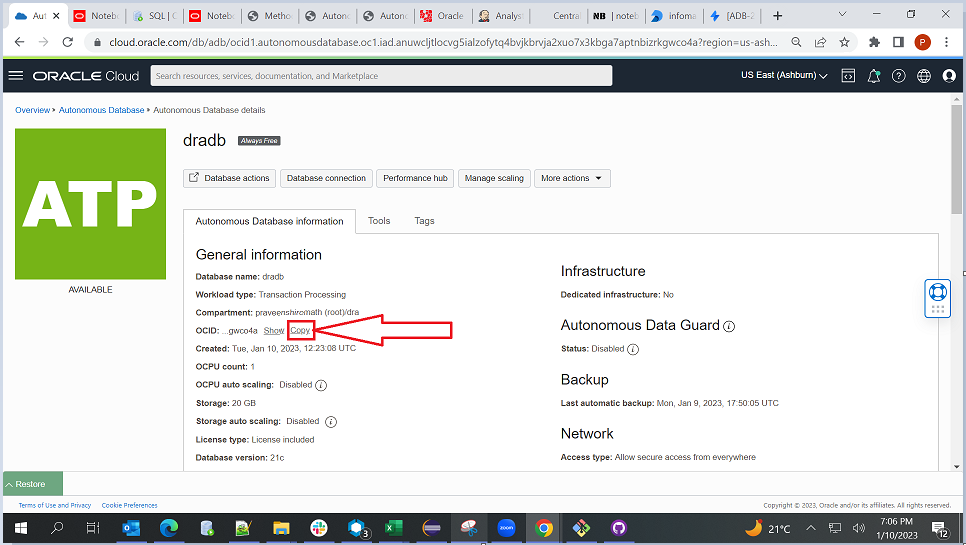 Aut
Noteb
SQL | C
Noteb
Metho
Auton
Auton
Oracle
Analyst
Central
NB | noteb
infoma
[ADB-2
cloud.oracle.com/db/adb/ocid1.autonomousdatabase.oc1.iad.anuwcljtlocvg5ialzofytq4bvjkbrvja2xuo7x3kbga7aptnbizrkgwco4a?region=us-ash...
P
ORACLE Cloud
Search resources, services, documentation, and Marketplace
US East (Ashburn)
Overview
Autonomous Database
Autonomous Database details
ATP
AVAILABLE
dradb
Always Free
Database actions
Database connection
Performance hub
Manage scaling
More actions
Autonomous Database information
Tools
Tags
General information
Database name: dradb
Workload type: Transaction Processing
Compartment: praveenshiromath (root)/dra
OCID: ...gwco4a Show Copy
Created: Tue, Jan 10, 2023, 12:23:08 UTC
OCPU count: 1
OCPU auto scaling: Disabled
Storage: 20 GB
Storage auto scaling: Disabled
License type: License included
Database version: 21c
Infrastructure
Dedicated infrastructure: No
Autonomous Data Guard
Status: Disabled
Backup
Last automatic backup: Mon, Jan 9, 2023, 17:50:05 UTC
Network
Access type: Allow secure access from everywhere
Restore
Terms of Use and Privacy
Cookie Preferences
Copyright © 2023, Oracle and/or its affiliates. All rights reserved.
3
zoom
21°C
7:06 PM
1/10/2023
12